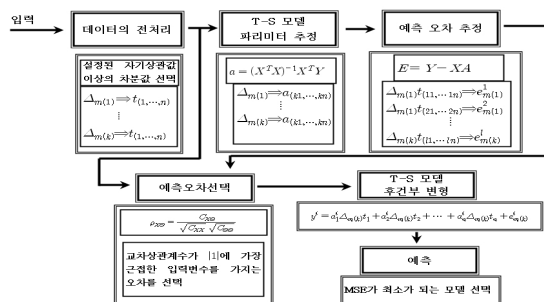 입력
데이터의 전처리
설정된 자기상관값
이상의 차분값 선택
Δm(1)⇒t(1,⋯,n)
⋮
Δm(k)⇒t(1,⋯,n)
T-S 모델
파리미터 추정
a = (XᵀX)⁻¹XᵀY
Δm(1)⇒a(k1,⋯,kn)
⋮
Δm(k)⇒a(k1,⋯,kn)
예측 오차 추정
E = Y − XA
Δm(1)t(11,⋯1n)⇒e¹m(1)
Δm(1)t(21,⋯2n)⇒e²m(1)
⋮
Δm(k)t(l1,⋯ln)⇒eˡm(k)
예측오차선택
교차상관계수가 |1|에 가장
근접한 입력변수를 가지는
오차를 선택
T-S 모델
후건부 변형
예측
MSE가 최소가 되는 모델 선택